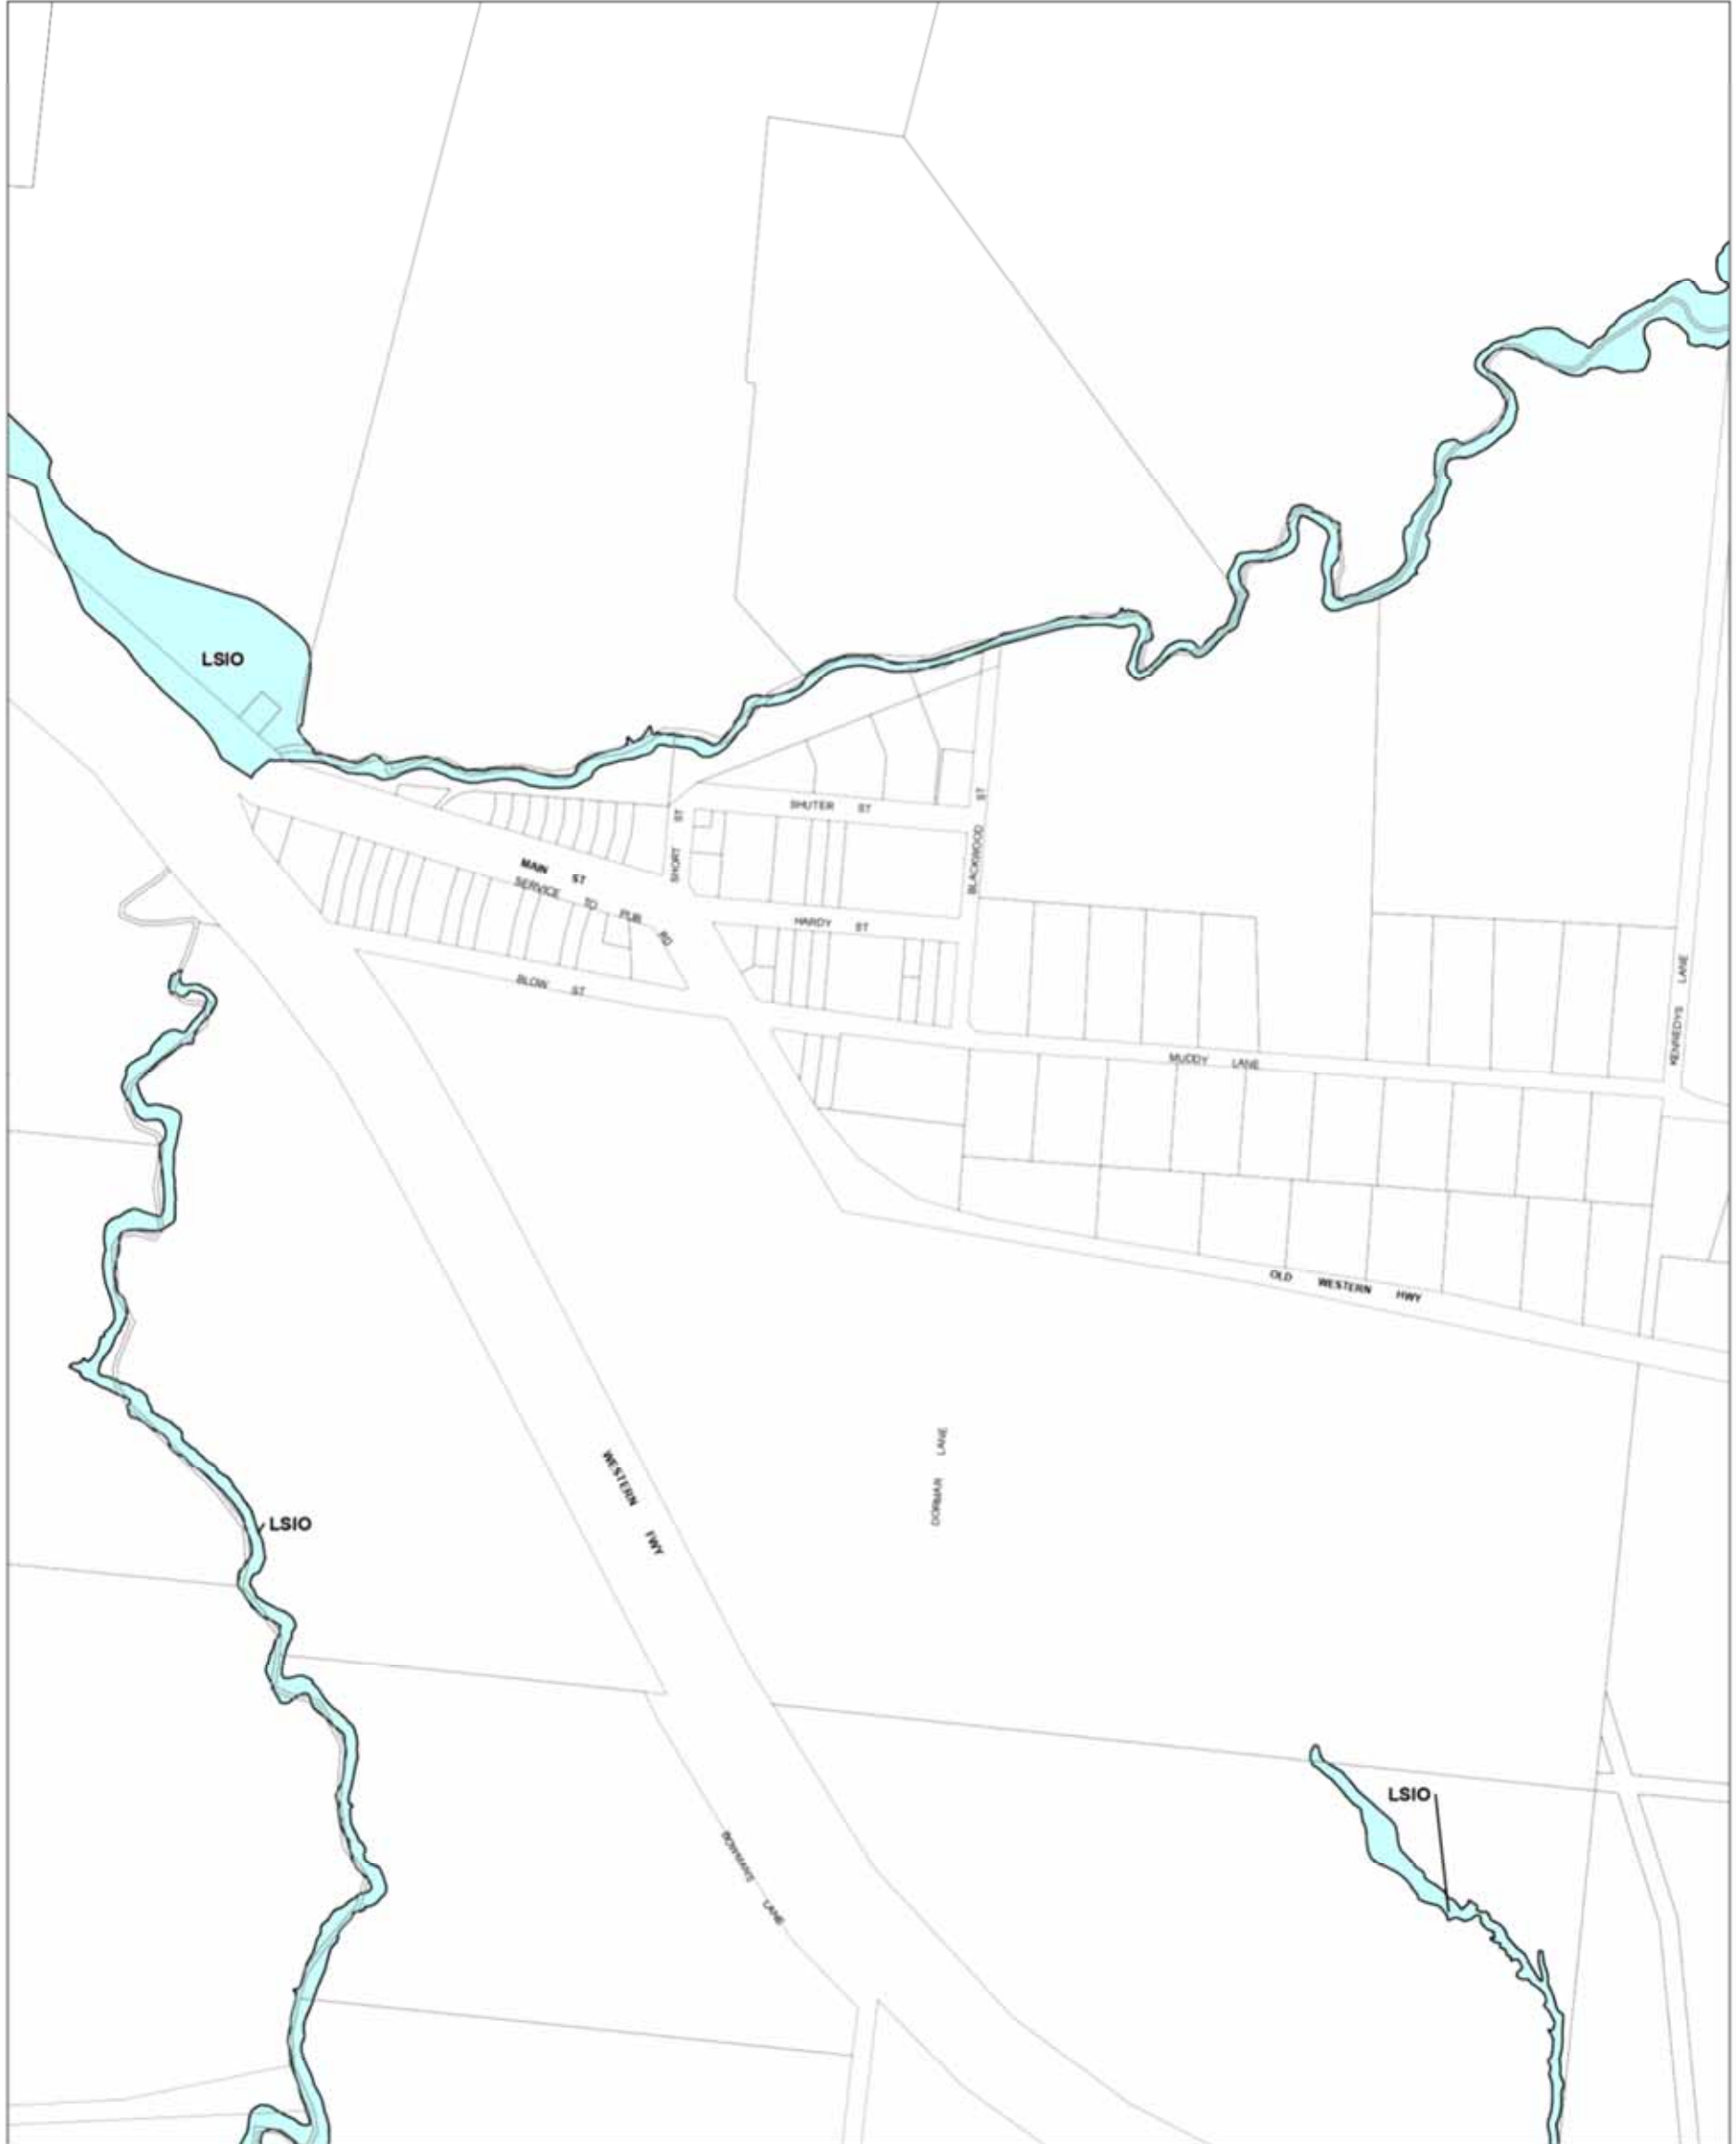 LSIO
SHUTER ST
BLACKWOOD ST
SHORT ST
MAIN ST
SERVICE TO PUB RD
HARDY ST
BLOW ST
KENNEDYS LANE
MUDDY LANE
OLD WESTERN HWY
DORMAN LANE
WESTERN FWY
LSIO
LSIO
BOWMANS LANE